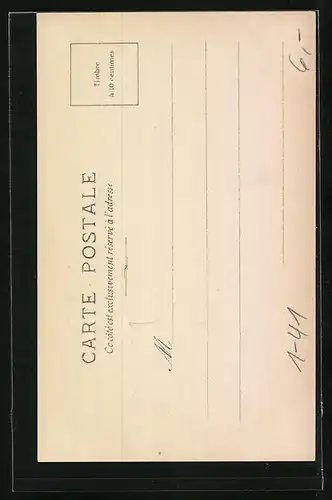 CARTE POSTALE
Ce côté est exclusivement réservé à l'adresse
Timbre
à 10 centimes
M
6,-
1-41